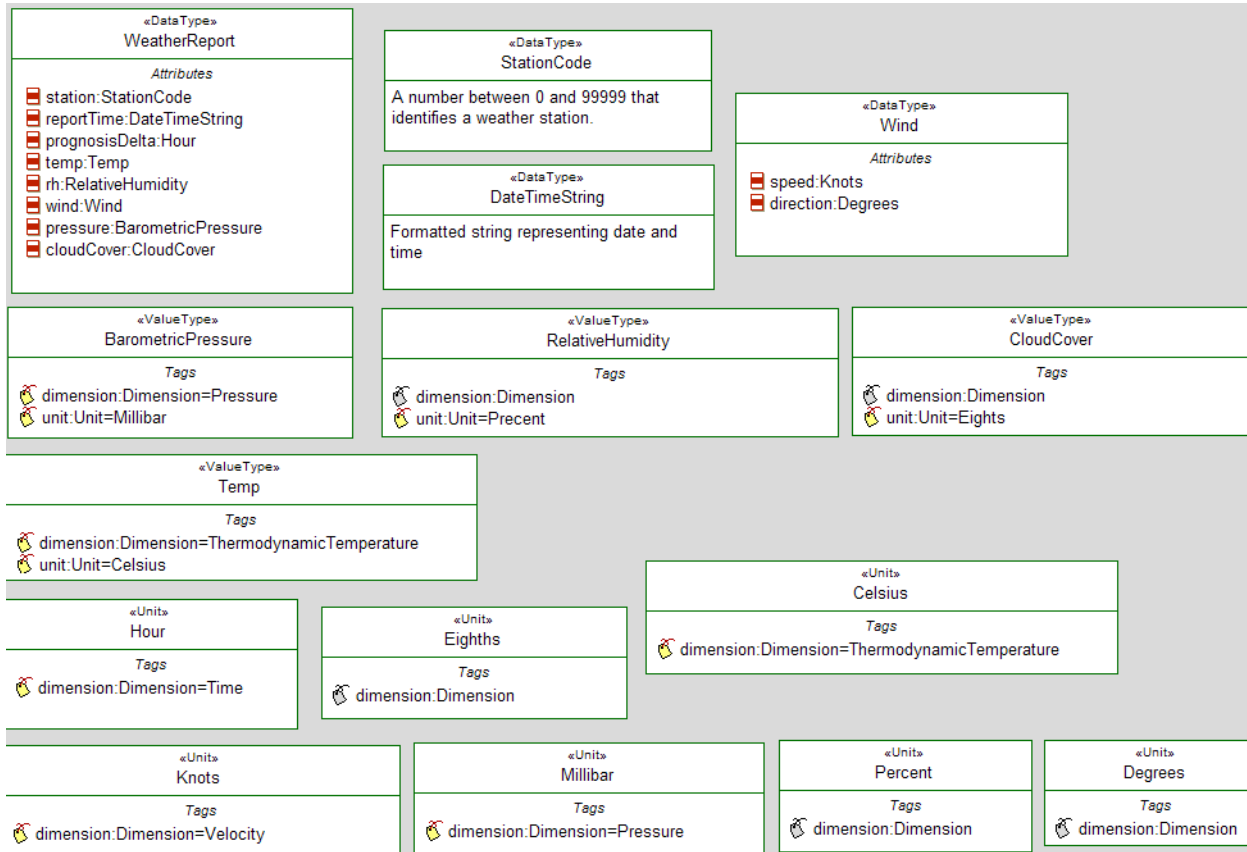 «DataType»
WeatherReport
Attributes
station:StationCode
reportTime:DateTimeString
prognosisDelta:Hour
temp:Temp
rh:RelativeHumidity
wind:Wind
pressure:BarometricPressure
cloudCover:CloudCover
«DataType»
StationCode
A number between 0 and 99999 that
identifies a weather station.
«DataType»
DateTimeString
Formatted string representing date and
time
«DataType»
Wind
Attributes
speed:Knots
direction:Degrees
«ValueType»
BarometricPressure
Tags
dimension:Dimension=Pressure
unit:Unit=Millibar
«ValueType»
RelativeHumidity
Tags
dimension:Dimension
unit:Unit=Precent
«ValueType»
CloudCover
Tags
dimension:Dimension
unit:Unit=Eights
«ValueType»
Temp
Tags
dimension:Dimension=ThermodynamicTemperature
unit:Unit=Celsius
«Unit»
Hour
Tags
dimension:Dimension=Time
«Unit»
Eighths
Tags
dimension:Dimension
«Unit»
Celsius
Tags
dimension:Dimension=ThermodynamicTemperature
«Unit»
Knots
Tags
dimension:Dimension=Velocity
«Unit»
Millibar
Tags
dimension:Dimension=Pressure
«Unit»
Percent
Tags
dimension:Dimension
«Unit»
Degrees
Tags
dimension:Dimension